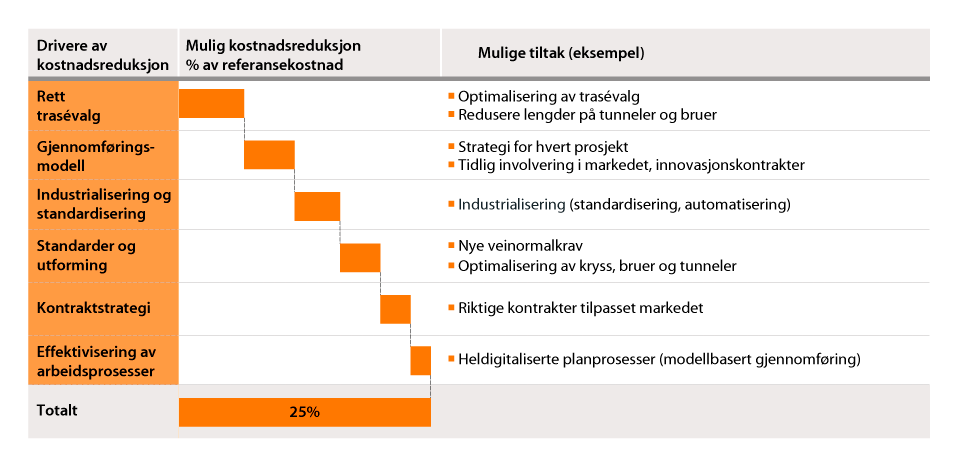 Drivere av
kostnadsreduksjon
Mulig kostnadsreduksjon
% av referansekostnad
Mulige tiltak (eksempel)
Rett
trasévalg
Optimalisering av trasévalg
Redusere lengder på tunneler og bruer
Gjennomførings-
modell
Strategi for hvert prosjekt
Tidlig involvering i markedet, innovasjonskontrakter
Industrialisering og
standardisering
Industrialisering (standardisering, automatisering)
Standarder og
utforming
Nye veinormalkrav
Optimalisering av kryss, bruer og tunneler
Kontraktstrategi
Riktige kontrakter tilpasset markedet
Effektivisering av
arbeidsprosesser
Heldigitaliserte planprosesser (modellbasert gjennomføring)
Totalt
25%